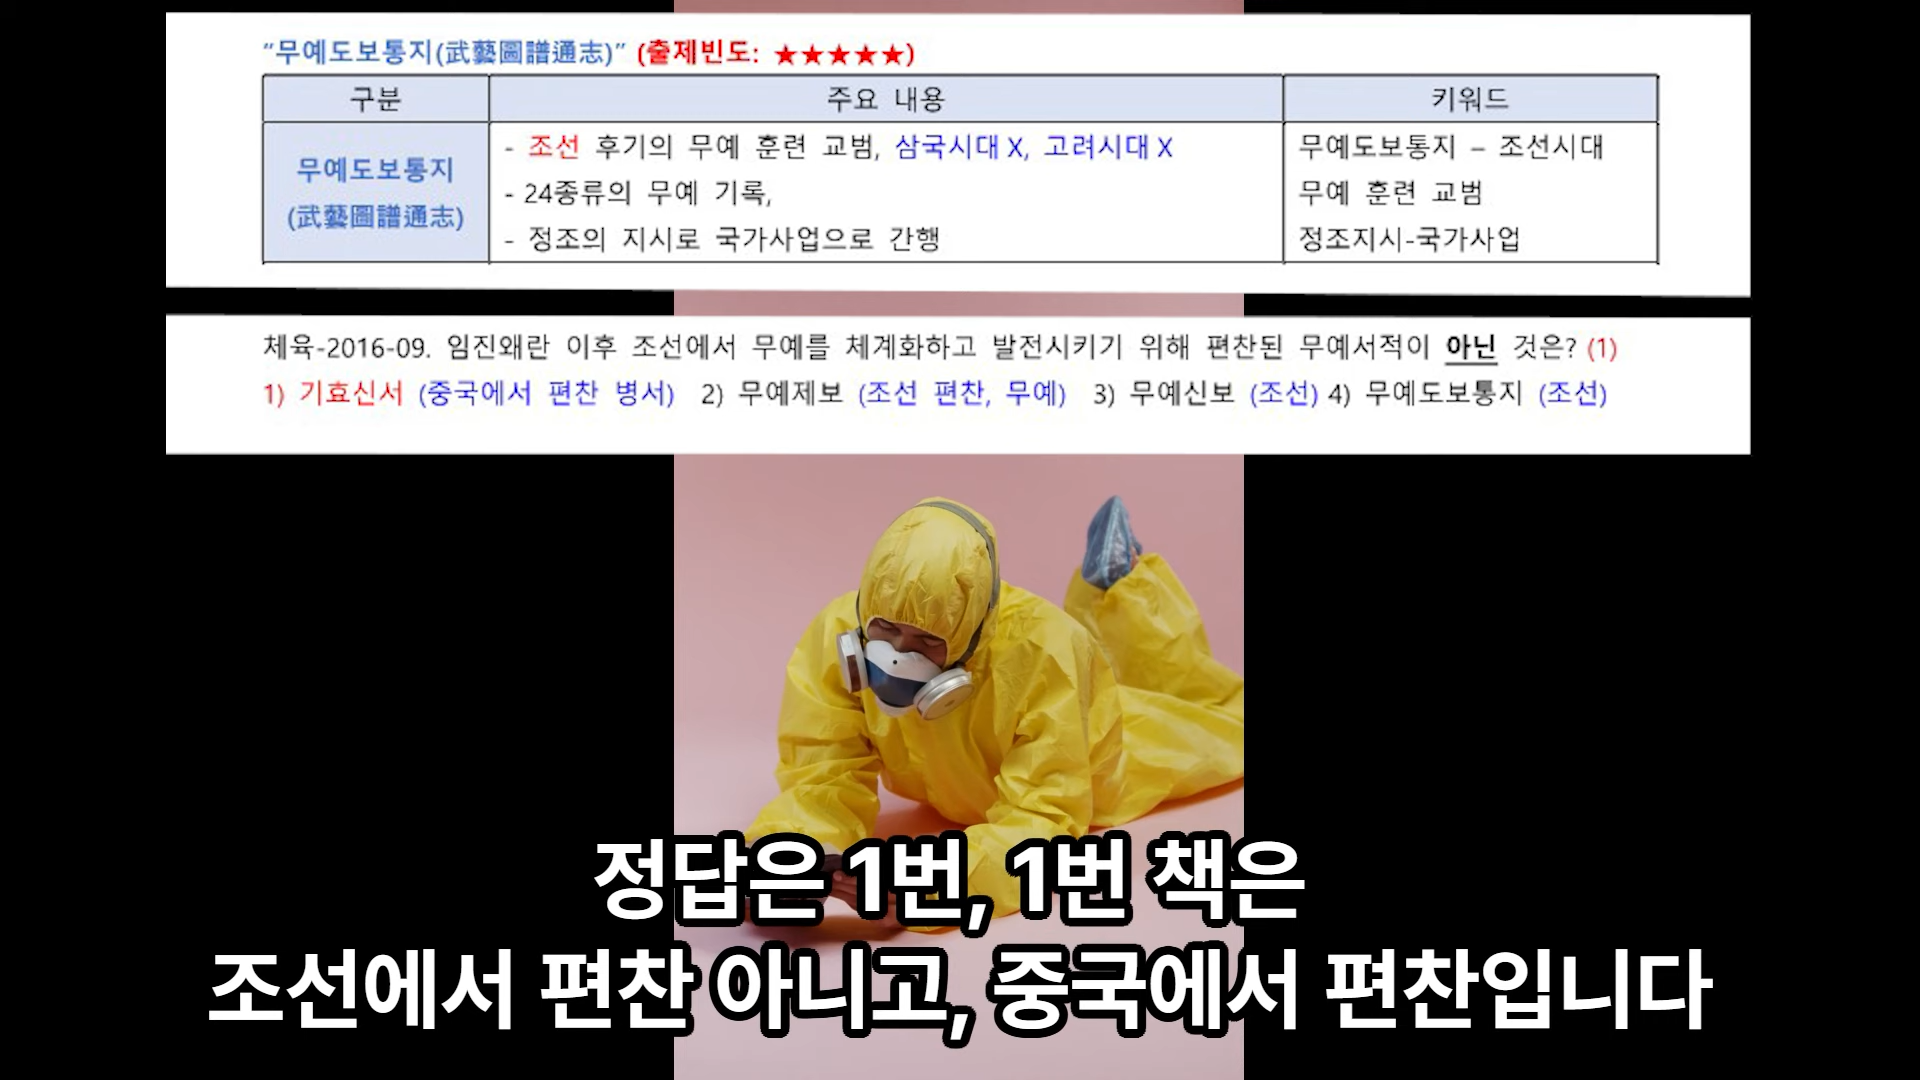 “무예도보통지(武藝圖譜通志)” (출제빈도: ★★★★★)
구분 주요 내용 키워드
무예도보통지
(武藝圖譜通志)
- 조선 후기의 무예 훈련 교범, 삼국시대 X, 고려시대 X
- 24종류의 무예 기록,
- 정조의 지시로 국가사업으로 간행
무예도보통지 – 조선시대
무예 훈련 교범
정조지시-국가사업
체육-2016-09. 임진왜란 이후 조선에서 무예를 체계화하고 발전시키기 위해 편찬된 무예서적이 아닌 것은? (1)
1) 기효신서 (중국에서 편찬 병서) 2) 무예제보 (조선 편찬, 무예) 3) 무예신보 (조선) 4) 무예도보통지 (조선)
정답은 1번, 1번 책은
조선에서 편찬 아니고, 중국에서 편찬입니다